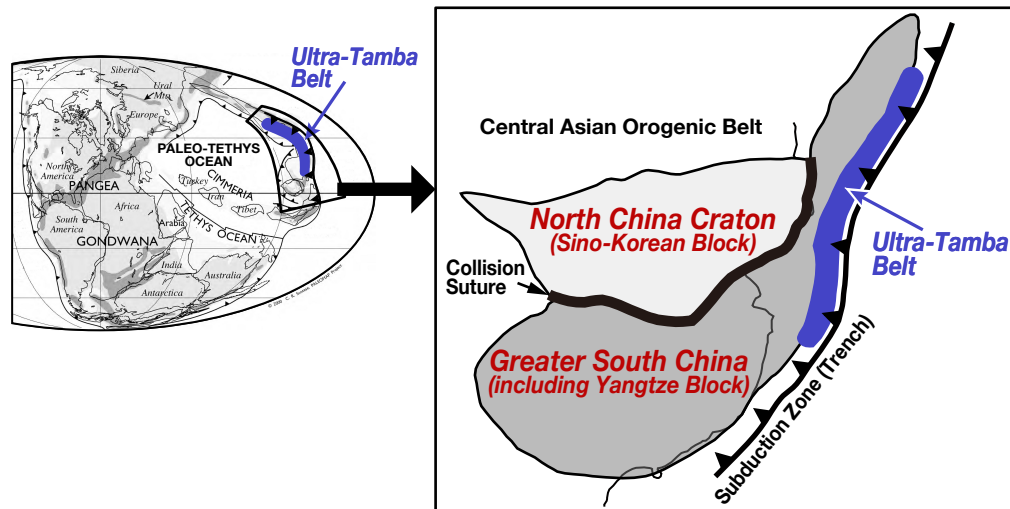 Ultra-Tamba
Belt
Siberia
Ural
Mtn
Europe
PALEO-TETHYS
OCEAN
North
America
PANGEA
CIMMERIA
Turkey
Iran
Tibet
Africa
South
America
Arabia
TETHYS OCEAN
GONDWANA
India
Australia
Antarctica
Central Asian Orogenic Belt
North China Craton
(Sino-Korean Block)
Ultra-Tamba
Belt
Collision
Suture
Greater South China
(including Yangtze Block)
Subduction Zone (Trench)